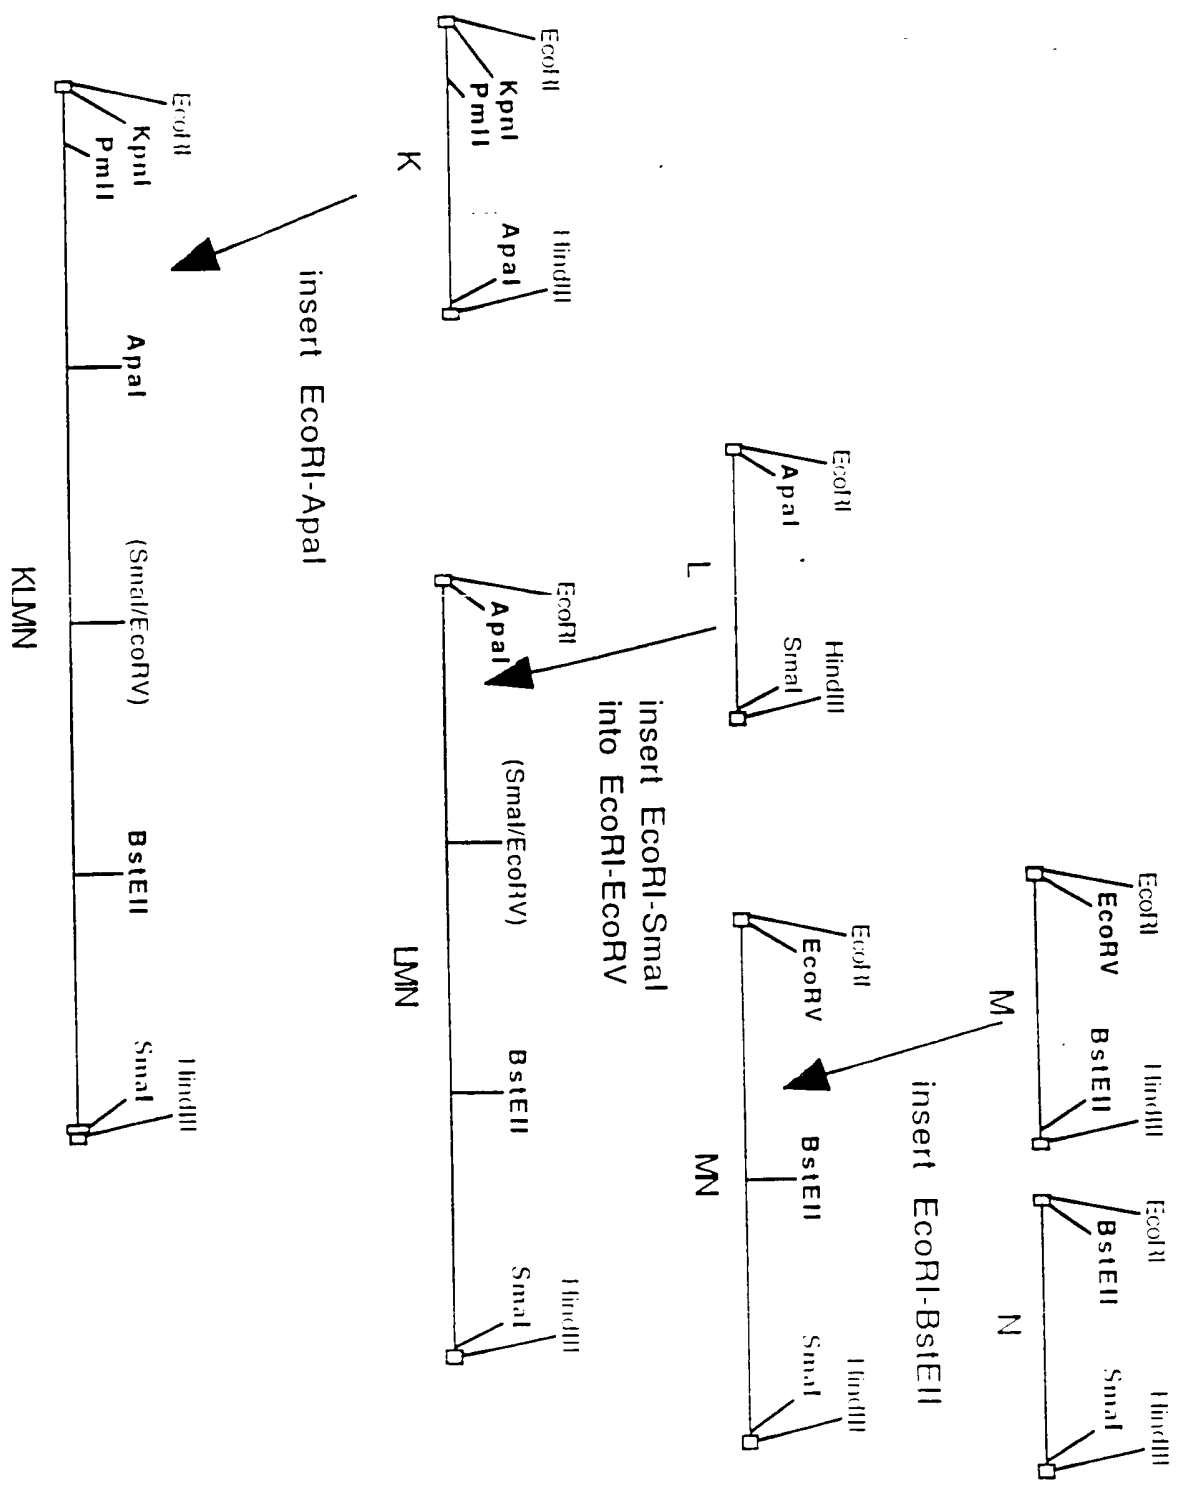 EcoRI
EcoRV
BstEII
HindIII
M
EcoRI
BstEII
SmaI
HindIII
N
insert EcoRI-BstEII
EcoRI
EcoRV
BstEII
SmaI
HindIII
MN
EcoRI
ApaI
SmaI
HindIII
L
insert EcoRI-SmaI
into EcoRI-EcoRV
EcoRI
ApaI
(SmaI/EcoRV)
BstEII
SmaI
HindIII
LMN
EcoRI
KpnI
PmlI
ApaI
HindIII
K
insert EcoRI-ApaI
EcoRI
KpnI
PmlI
ApaI
(SmaI/EcoRV)
BstEII
SmaI
HindIII
KLMN